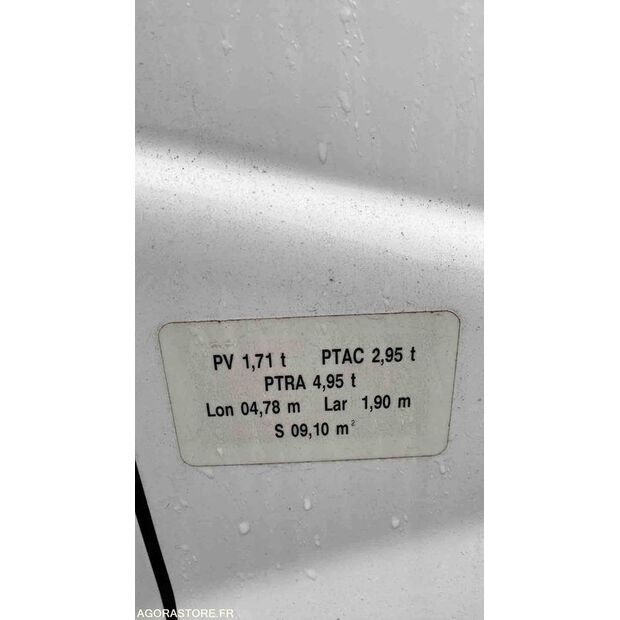 PV 1,71 t PTAC 2,95 t
PTRA 4,95 t
Lon 04,78 m Lar 1,90 m
S 09,10 m²
AGORASTORE.FR